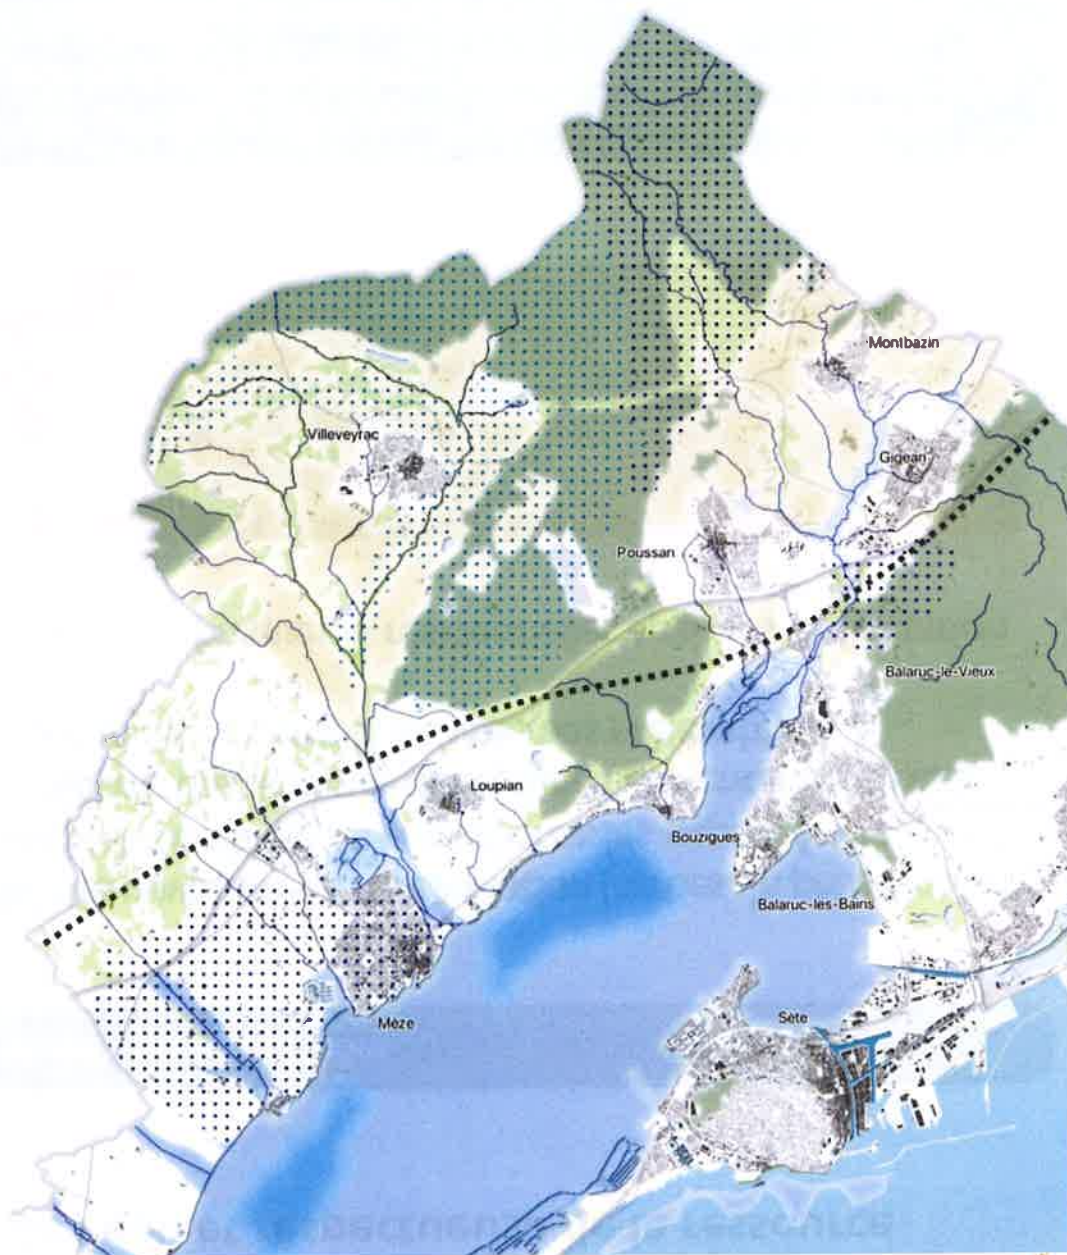 Montbazin
Villeveyrac
Gigean
Poussan
Balaruc-le-Vieux
Loupian
Bouzigues
Balaruc-les-Bains
Sète
Mèze